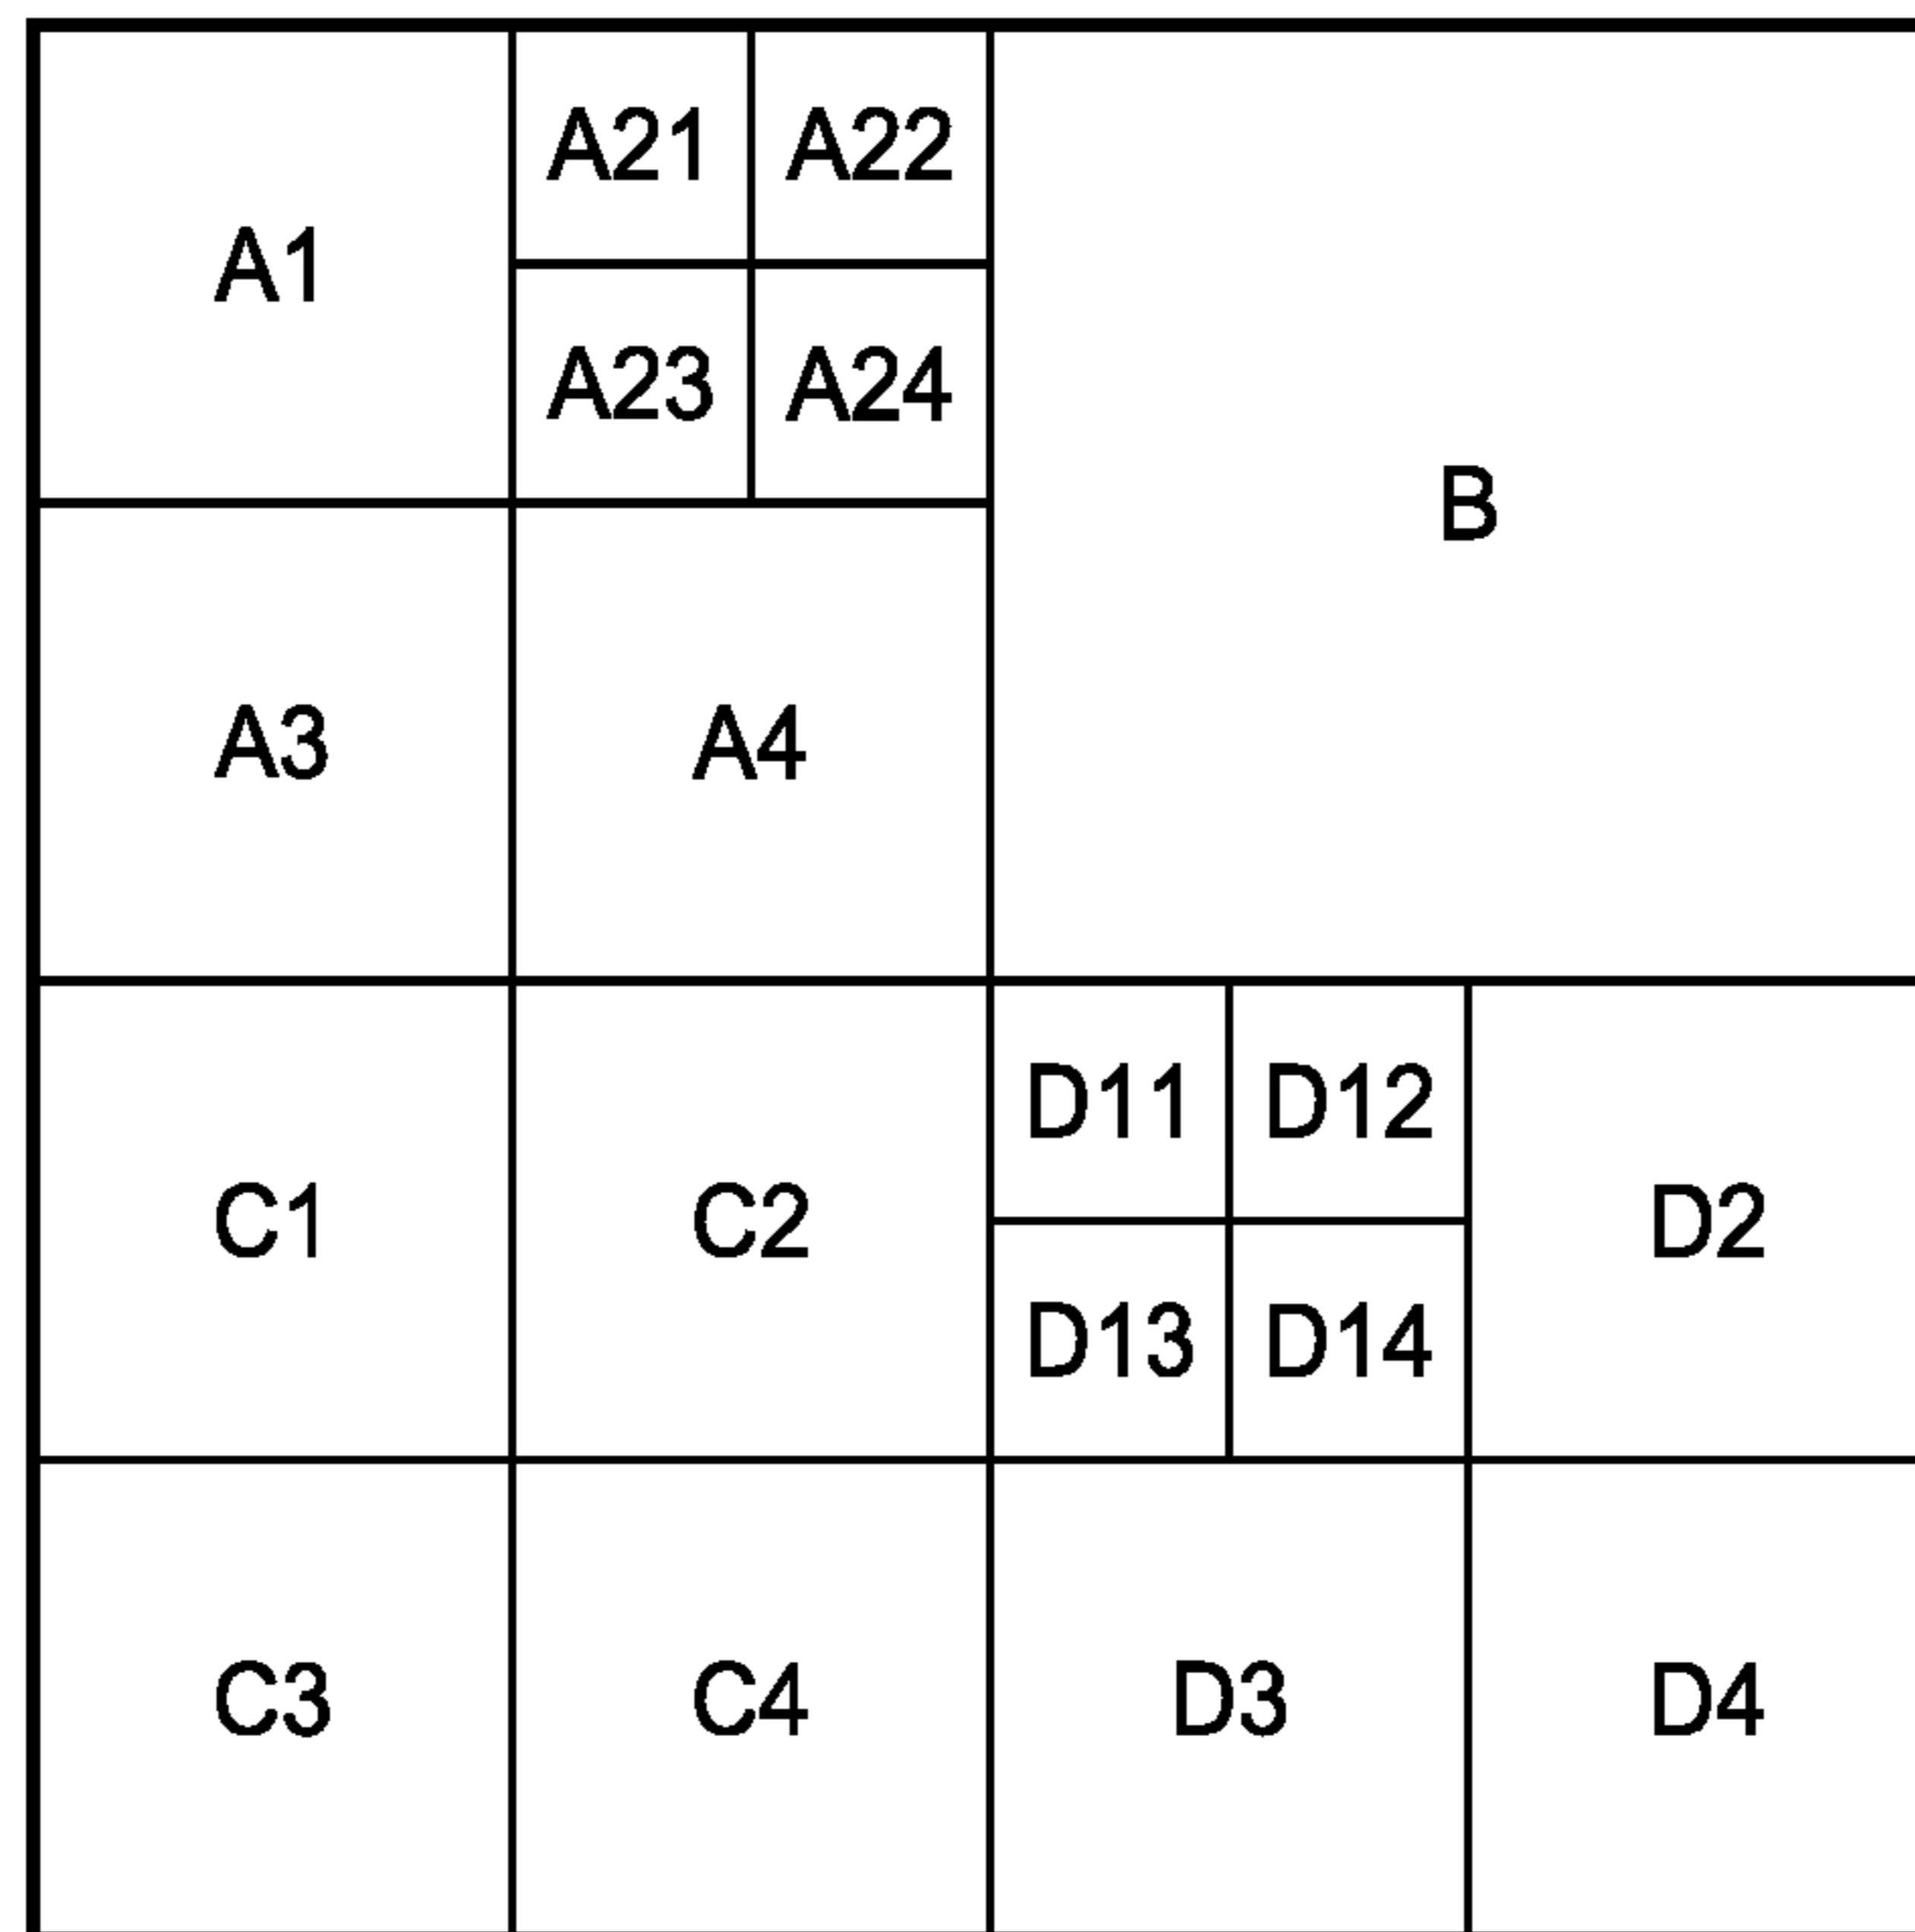 A21 A22
A1
A23 A24
B
A3 A4
D11 D12
C1 C2 D2
D13 D14
C3 C4 D3 D4